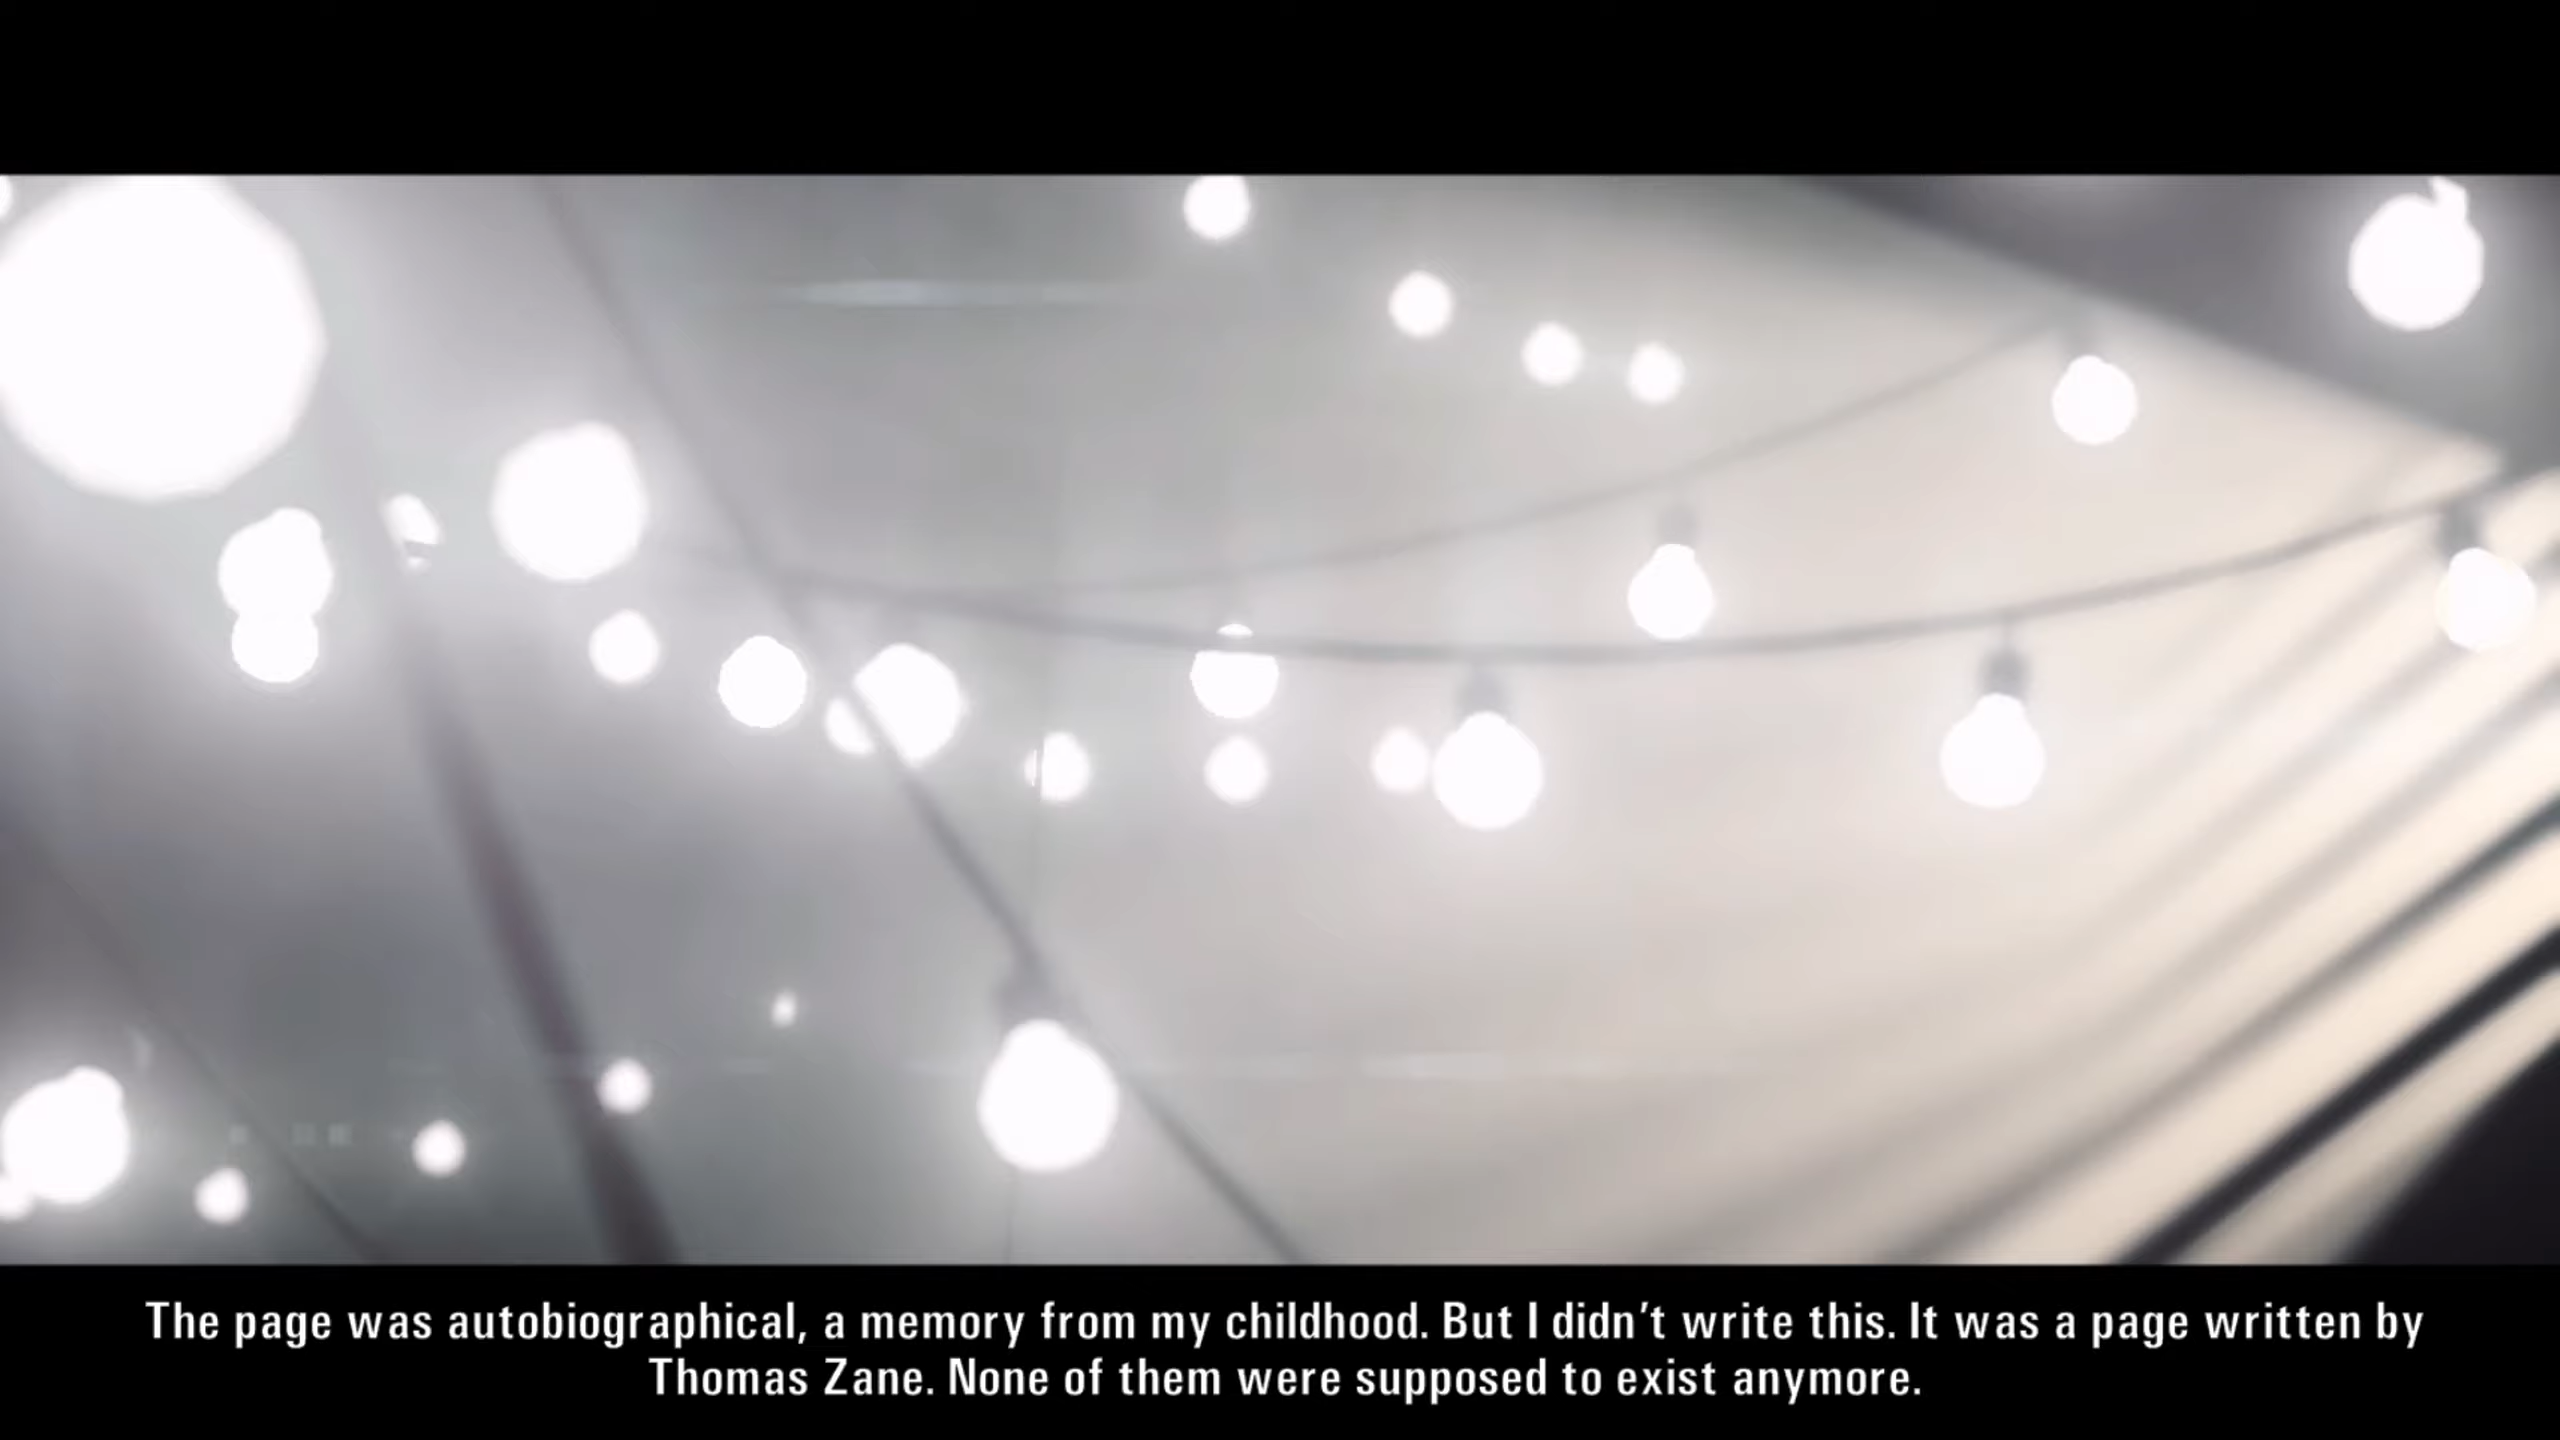 The page was autobiographical, a memory from my childhood. But I didn't write this. It was a page written by
Thomas Zane. None of them were supposed to exist anymore.